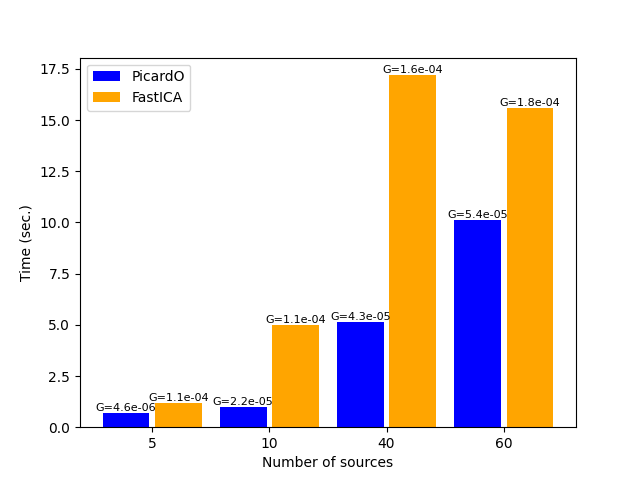 PicardO
FastICA
17.5
15.0
12.5
10.0
7.5
5.0
2.5
0.0
Time (sec.)
G=4.6e-06
G=1.1e-04
G=2.2e-05
G=1.1e-04
G=4.3e-05
G=1.6e-04
G=5.4e-05
G=1.8e-04
5
10
40
60
Number of sources